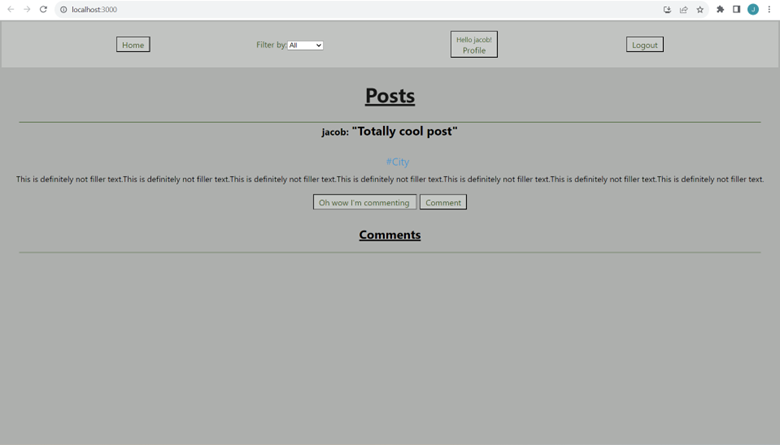 localhost:3000
J
Home
Filter by: All
Hello jacob!
Profile
Logout
Posts
jacob: "Totally cool post"
#City
This is definitely not filler text.This is definitely not filler text.This is definitely not filler text.This is definitely not filler text.This is definitely not filler text.This is definitely not filler text.This is definitely not filler text.
Oh wow I'm commenting
Comment
Comments